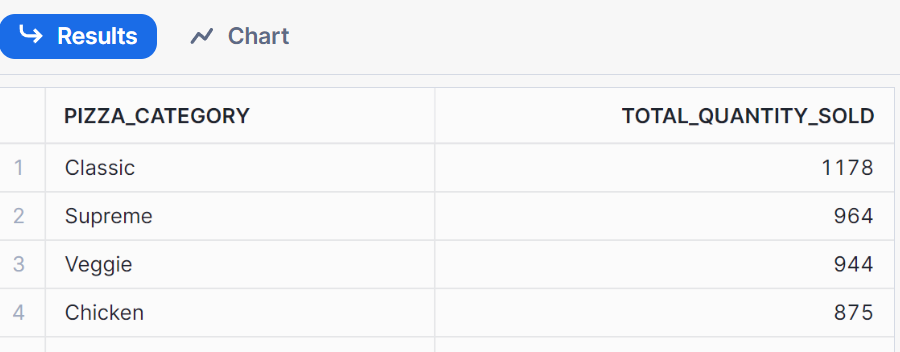 Results Chart
PIZZA_CATEGORY TOTAL_QUANTITY_SOLD
1 Classic 1178
2 Supreme 964
3 Veggie 944
4 Chicken 875